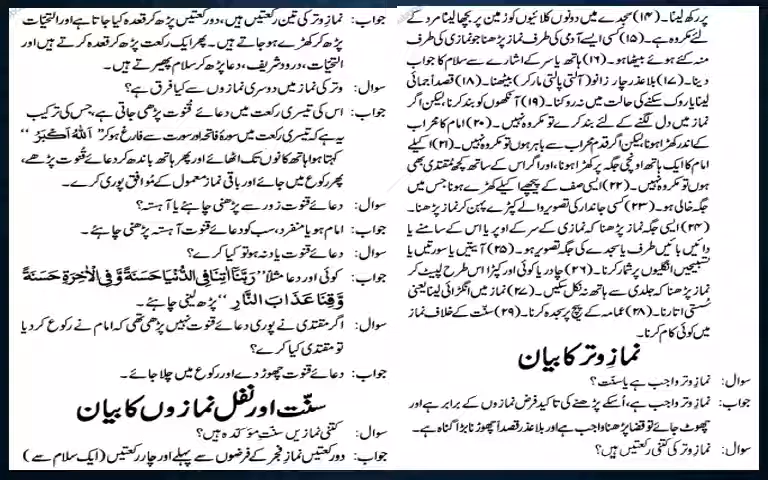 پر رکھ لینا۔ (۱۴) سجدے میں دونوں کلائیوں کو زمین پر بچھا لینا مرد کے
لئے مکروہ ہے۔ (۱۵) کسی ایسے آدمی کی طرف نماز پڑھنا جو نمازی کی طرف
منہ کئے ہوئے بیٹھا ہو۔ (۱۶) ہاتھ یا سر کے اشارے سے سلام کا جواب
دینا۔ (۱۷) بلا عذر چار زانو (آلتی پالتی مار کر) بیٹھنا۔ (۱۸) قصداً جمائی
لینا یا روک سکنے کی حالت میں نہ روکنا۔ (۱۹) آنکھوں کو بند کرنا، لیکن اگر
نماز میں دل لگنے کے لئے بند کرے تو مکروہ نہیں۔ (۲۰) امام کا محراب
کے اندر کھڑا ہونا، لیکن اگر قدم محراب سے باہر ہوں تو مکروہ نہیں۔ (۲۱) اکیلے
امام کا ایک ہاتھ اونچی جگہ پر کھڑا ہونا، اور اگر اس کے ساتھ کچھ مقتدی بھی
ہوں تو مکروہ نہیں۔ (۲۲) ایسی صف کے پیچھے اکیلے کھڑے ہونا جس میں
جگہ خالی ہو۔ (۲۳) کسی جاندار کی تصویر والے کپڑے پہن کر نماز پڑھنا۔
(۲۴) ایسی جگہ نماز پڑھنا کہ نمازی کے سر کے اوپر یا اس کے سامنے یا
دائیں بائیں طرف یا سجدے کی جگہ تصویر ہو۔ (۲۵) آیتیں یا سورتیں یا
تسبیحیں انگلیوں پر شمار کرنا۔ (۲۶) چادر یا کوئی اور کپڑا اس طرح لپیٹ کر
نماز پڑھنا کہ جلدی سے ہاتھ نہ نکل سکیں۔ (۲۷) نماز میں انگڑائی لینا یعنی
سُستی اتارنا۔ (۲۸) عمامہ کے پیچ پر سجدہ کرنا۔ (۲۹) سنّت کے خلاف نماز
میں کوئی کام کرنا۔
نمازِ وتر کا بیان
سوال: نمازِ وتر واجب ہے یا سنّت؟
جواب: نمازِ وتر واجب ہے، اُسکے پڑھنے کی تاکید فرض نمازوں کے برابر ہے اور
چھوٹ جائے تو قضا پڑھنا واجب ہے اور بلا عذر قصداً چھوڑنا بڑا گناہ ہے۔
سوال: نمازِ وتر کی کتنی رکعتیں ہیں؟
جواب: نمازِ وتر کی تین رکعتیں ہیں، دو رکعتیں پڑھ کر قعدہ کیا جاتا ہے اور التحیات
پڑھ کر کھڑے ہو جاتے ہیں۔ پھر ایک رکعت پڑھ کر قعدہ کرتے ہیں اور
التحیات، درود شریف، دعا پڑھ کر سلام پھیرتے ہیں۔
سوال: وتر کی نماز میں دوسری نمازوں سے کیا فرق ہے؟
جواب: اس کی تیسری رکعت میں دعائے قنوت پڑھی جاتی ہے، جس کی ترکیب
یہ ہے کہ تیسری رکعت میں سورۂ فاتحہ اور سورت سے فارغ ہو کر ”اَللّٰهُ اَكْبَرُ“
کہتا ہوا ہاتھ کانوں تک اٹھائے اور پھر ہاتھ باندھ کر دعائے قنوت پڑھے،
پھر رکوع میں جائے اور باقی نماز معمول کے مُوافق پوری کرے۔
سوال: دعائے قنوت زور سے پڑھنی چاہئے یا آہستہ؟
جواب: امام ہو یا منفرد، سب کو دعائے قنوت آہستہ پڑھنی چاہئے۔
سوال: دعائے قنوت یاد نہ ہو تو کیا کرے؟
جواب: کوئی اور دعا مثلاً ”رَبَّنَا اٰتِنَا فِی الدُّنْیَا حَسَنَةً وَّ فِی الْاٰخِرَةِ حَسَنَةً
وَّ قِنَا عَذَابَ النَّارِ“ پڑھ لینی چاہئے۔
سوال: اگر مقتدی نے پوری دعائے قنوت نہیں پڑھی تھی کہ امام نے رکوع کر دیا
تو مقتدی کیا کرے؟
جواب: دعائے قنوت چھوڑ دے اور رکوع میں چلا جائے۔
سنّت اور نفل نمازوں کا بیان
سوال: کتنی نمازیں سنّتِ مؤکدہ ہیں؟
جواب: دو رکعتیں نمازِ فجر کے فرضوں سے پہلے اور چار رکعتیں (ایک سلام سے)